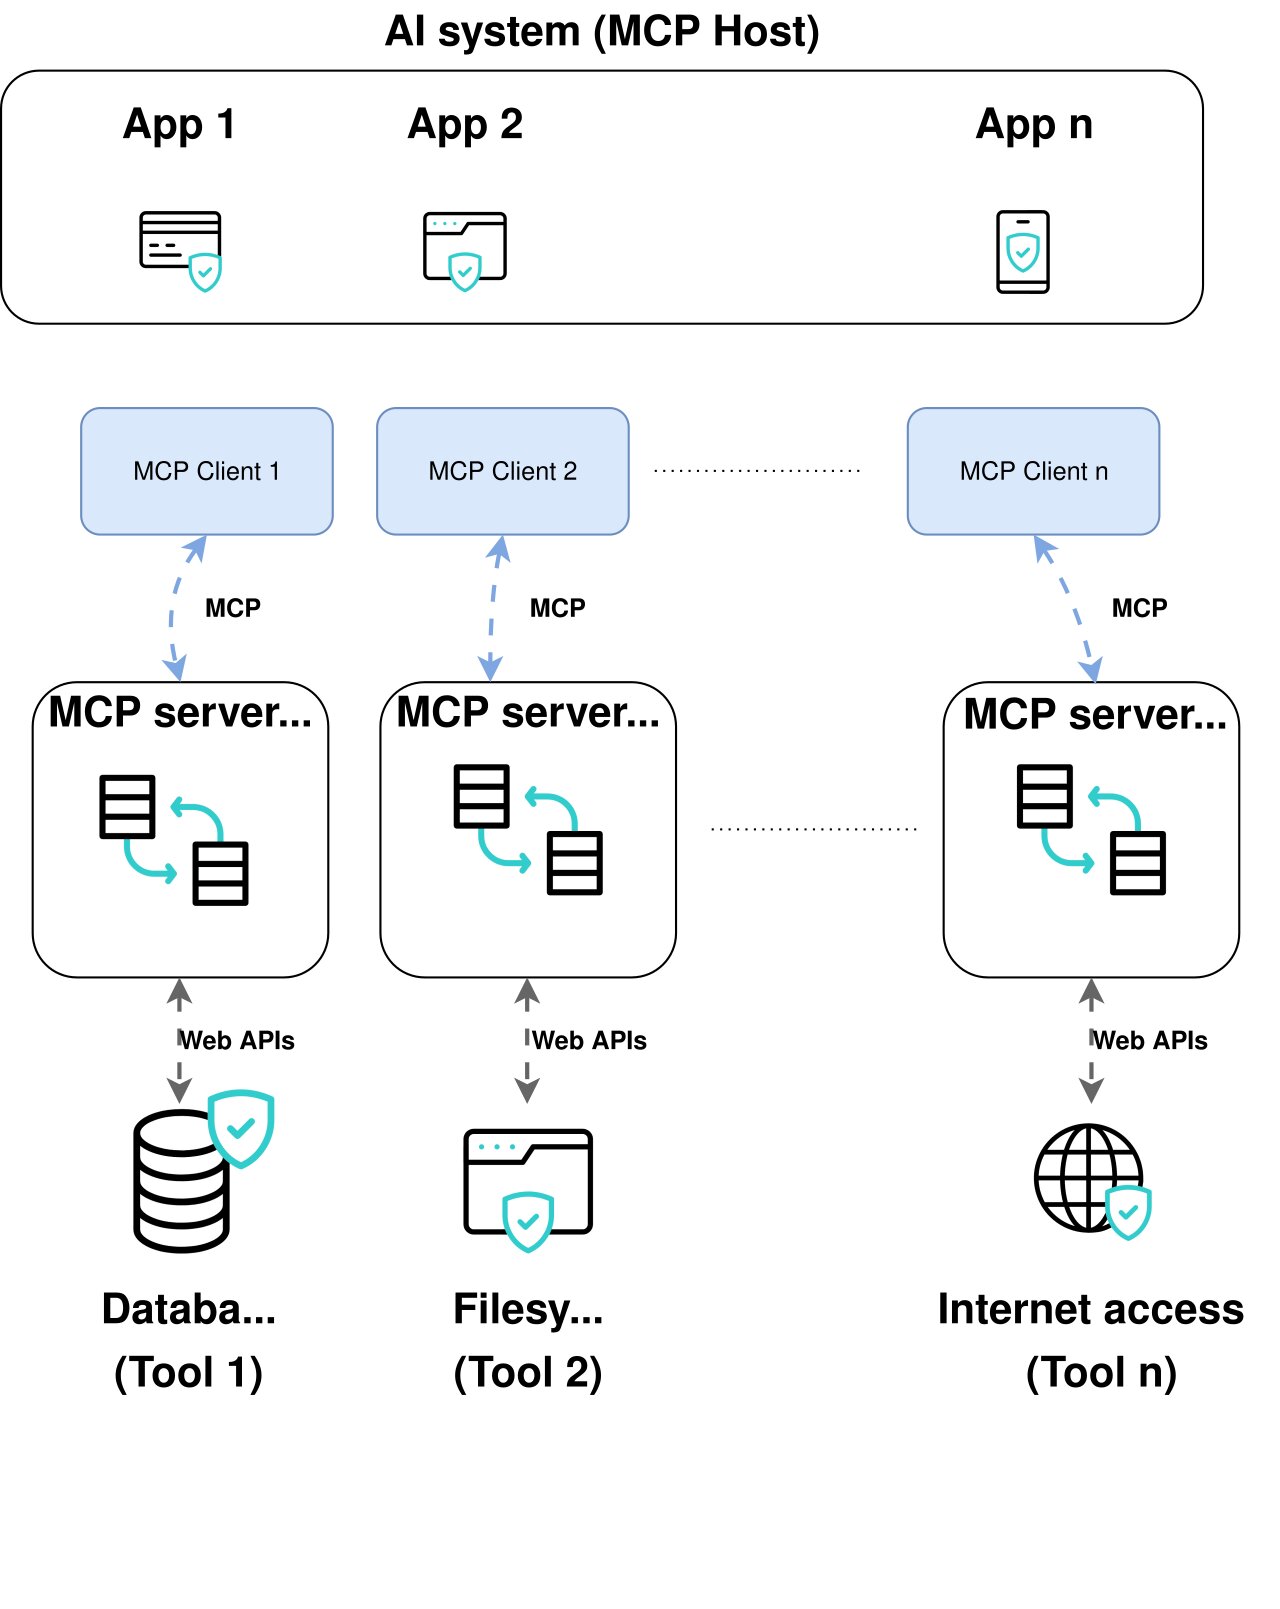 AI system (MCP Host)
App 1
App 2
App n
MCP Client 1
MCP Client 2
MCP Client n
MCP
MCP
MCP
MCP server...
MCP server...
MCP server...
Web APIs
Web APIs
Web APIs
Databa...
Filesy...
Internet access
(Tool 1)
(Tool 2)
(Tool n)